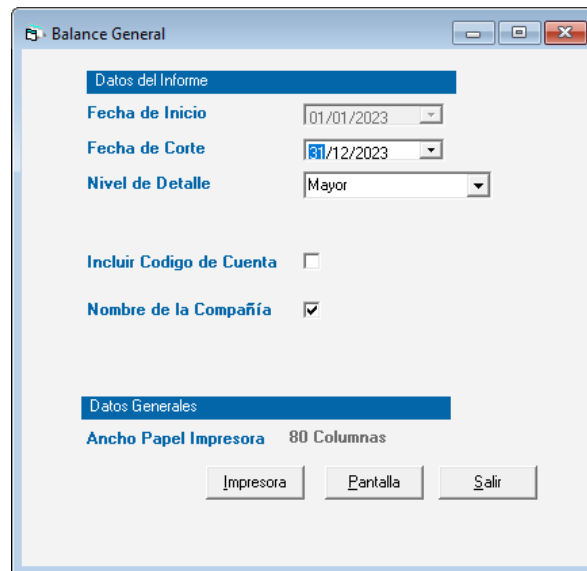 Balance General
Datos del Informe
Fecha de Inicio 01/01/2023
Fecha de Corte 31/12/2023
Nivel de Detalle Mayor
Incluir Codigo de Cuenta
Nombre de la Compañía
Datos Generales
Ancho Papel Impresora 80 Columnas
Impresora Pantalla Salir